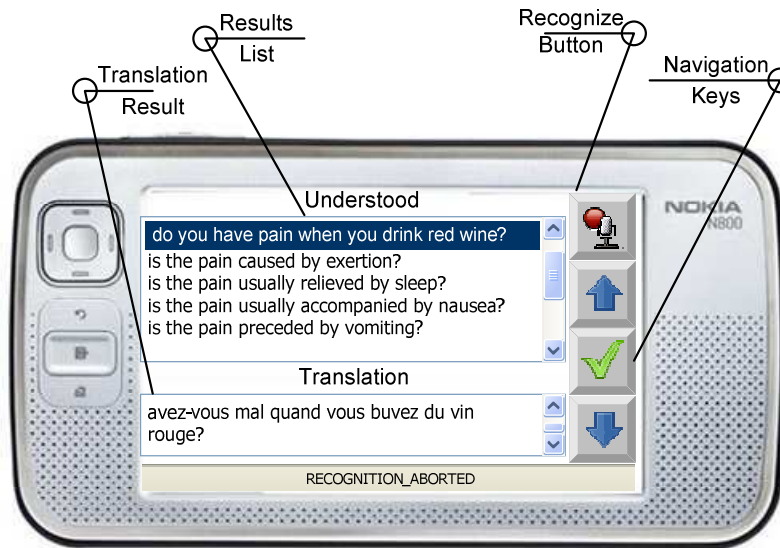 Results
List
Recognize
Button
Translation
Result
Navigation
Keys
Understood
do you have pain when you drink red wine?
is the pain caused by exertion?
is the pain usually relieved by sleep?
is the pain usually accompanied by nausea?
is the pain preceded by vomiting?
Translation
avez-vous mal quand vous buvez du vin
rouge?
RECOGNITION_ABORTED
NOKIA
N800